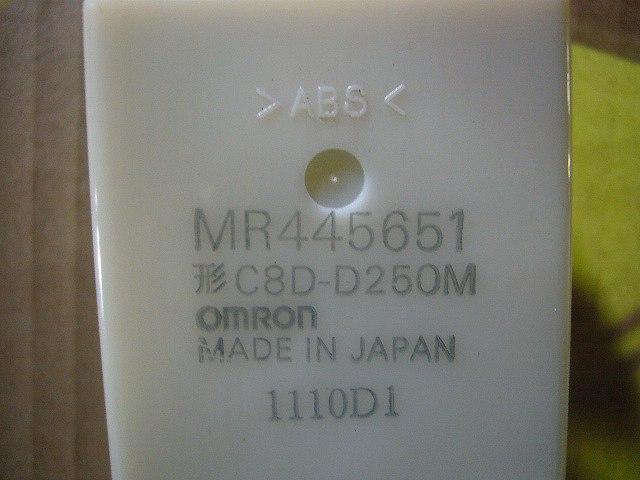 >ABS<
MR445651
形C8D-D250M
omron
MADE IN JAPAN
1110D1